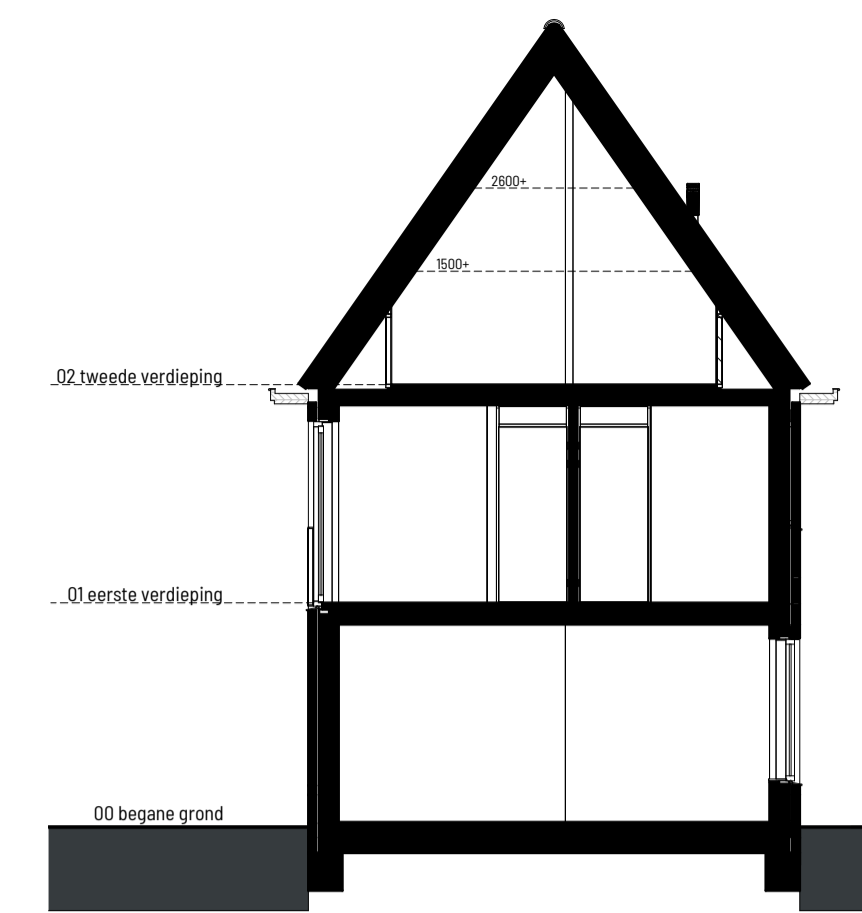 2600+
1500+
02 tweede verdieping
01 eerste verdieping
00 begane grond